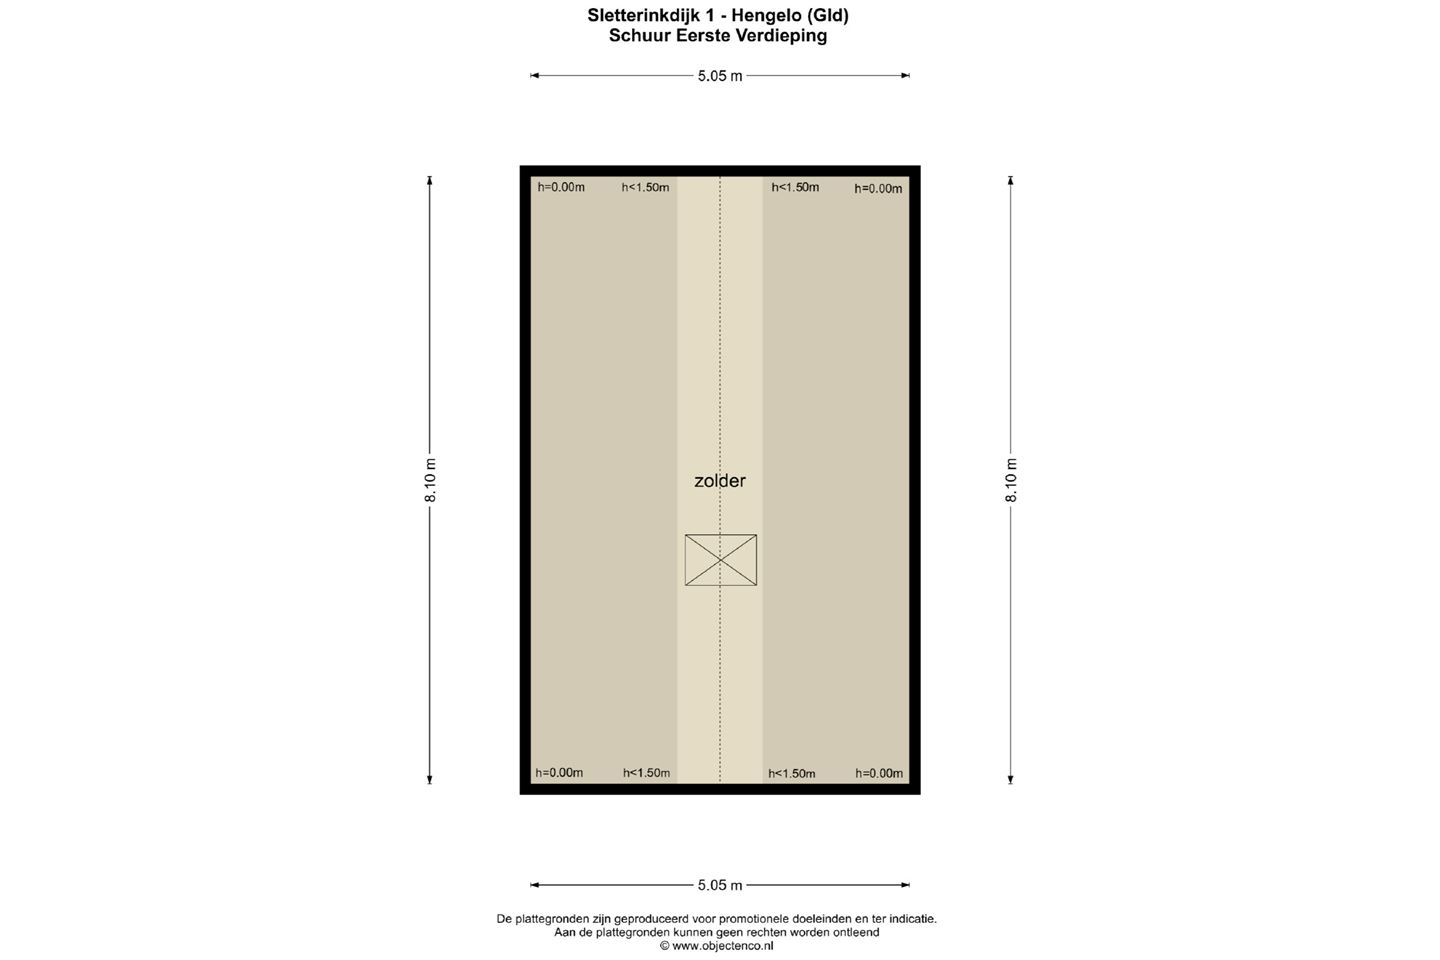 Sletterinkdijk 1 - Hengelo (Gld)
Schuur Eerste Verdieping
5.05 m
h=0.00m h<1.50m h<1.50m h=0.00m
8.10 m
8.10 m
zolder
h=0.00m h<1.50m h<1.50m h=0.00m
5.05 m
De plattegronden zijn geproduceerd voor promotionele doeleinden en ter indicatie.
Aan de plattegronden kunnen geen rechten worden ontleend
© www.objectenco.nl